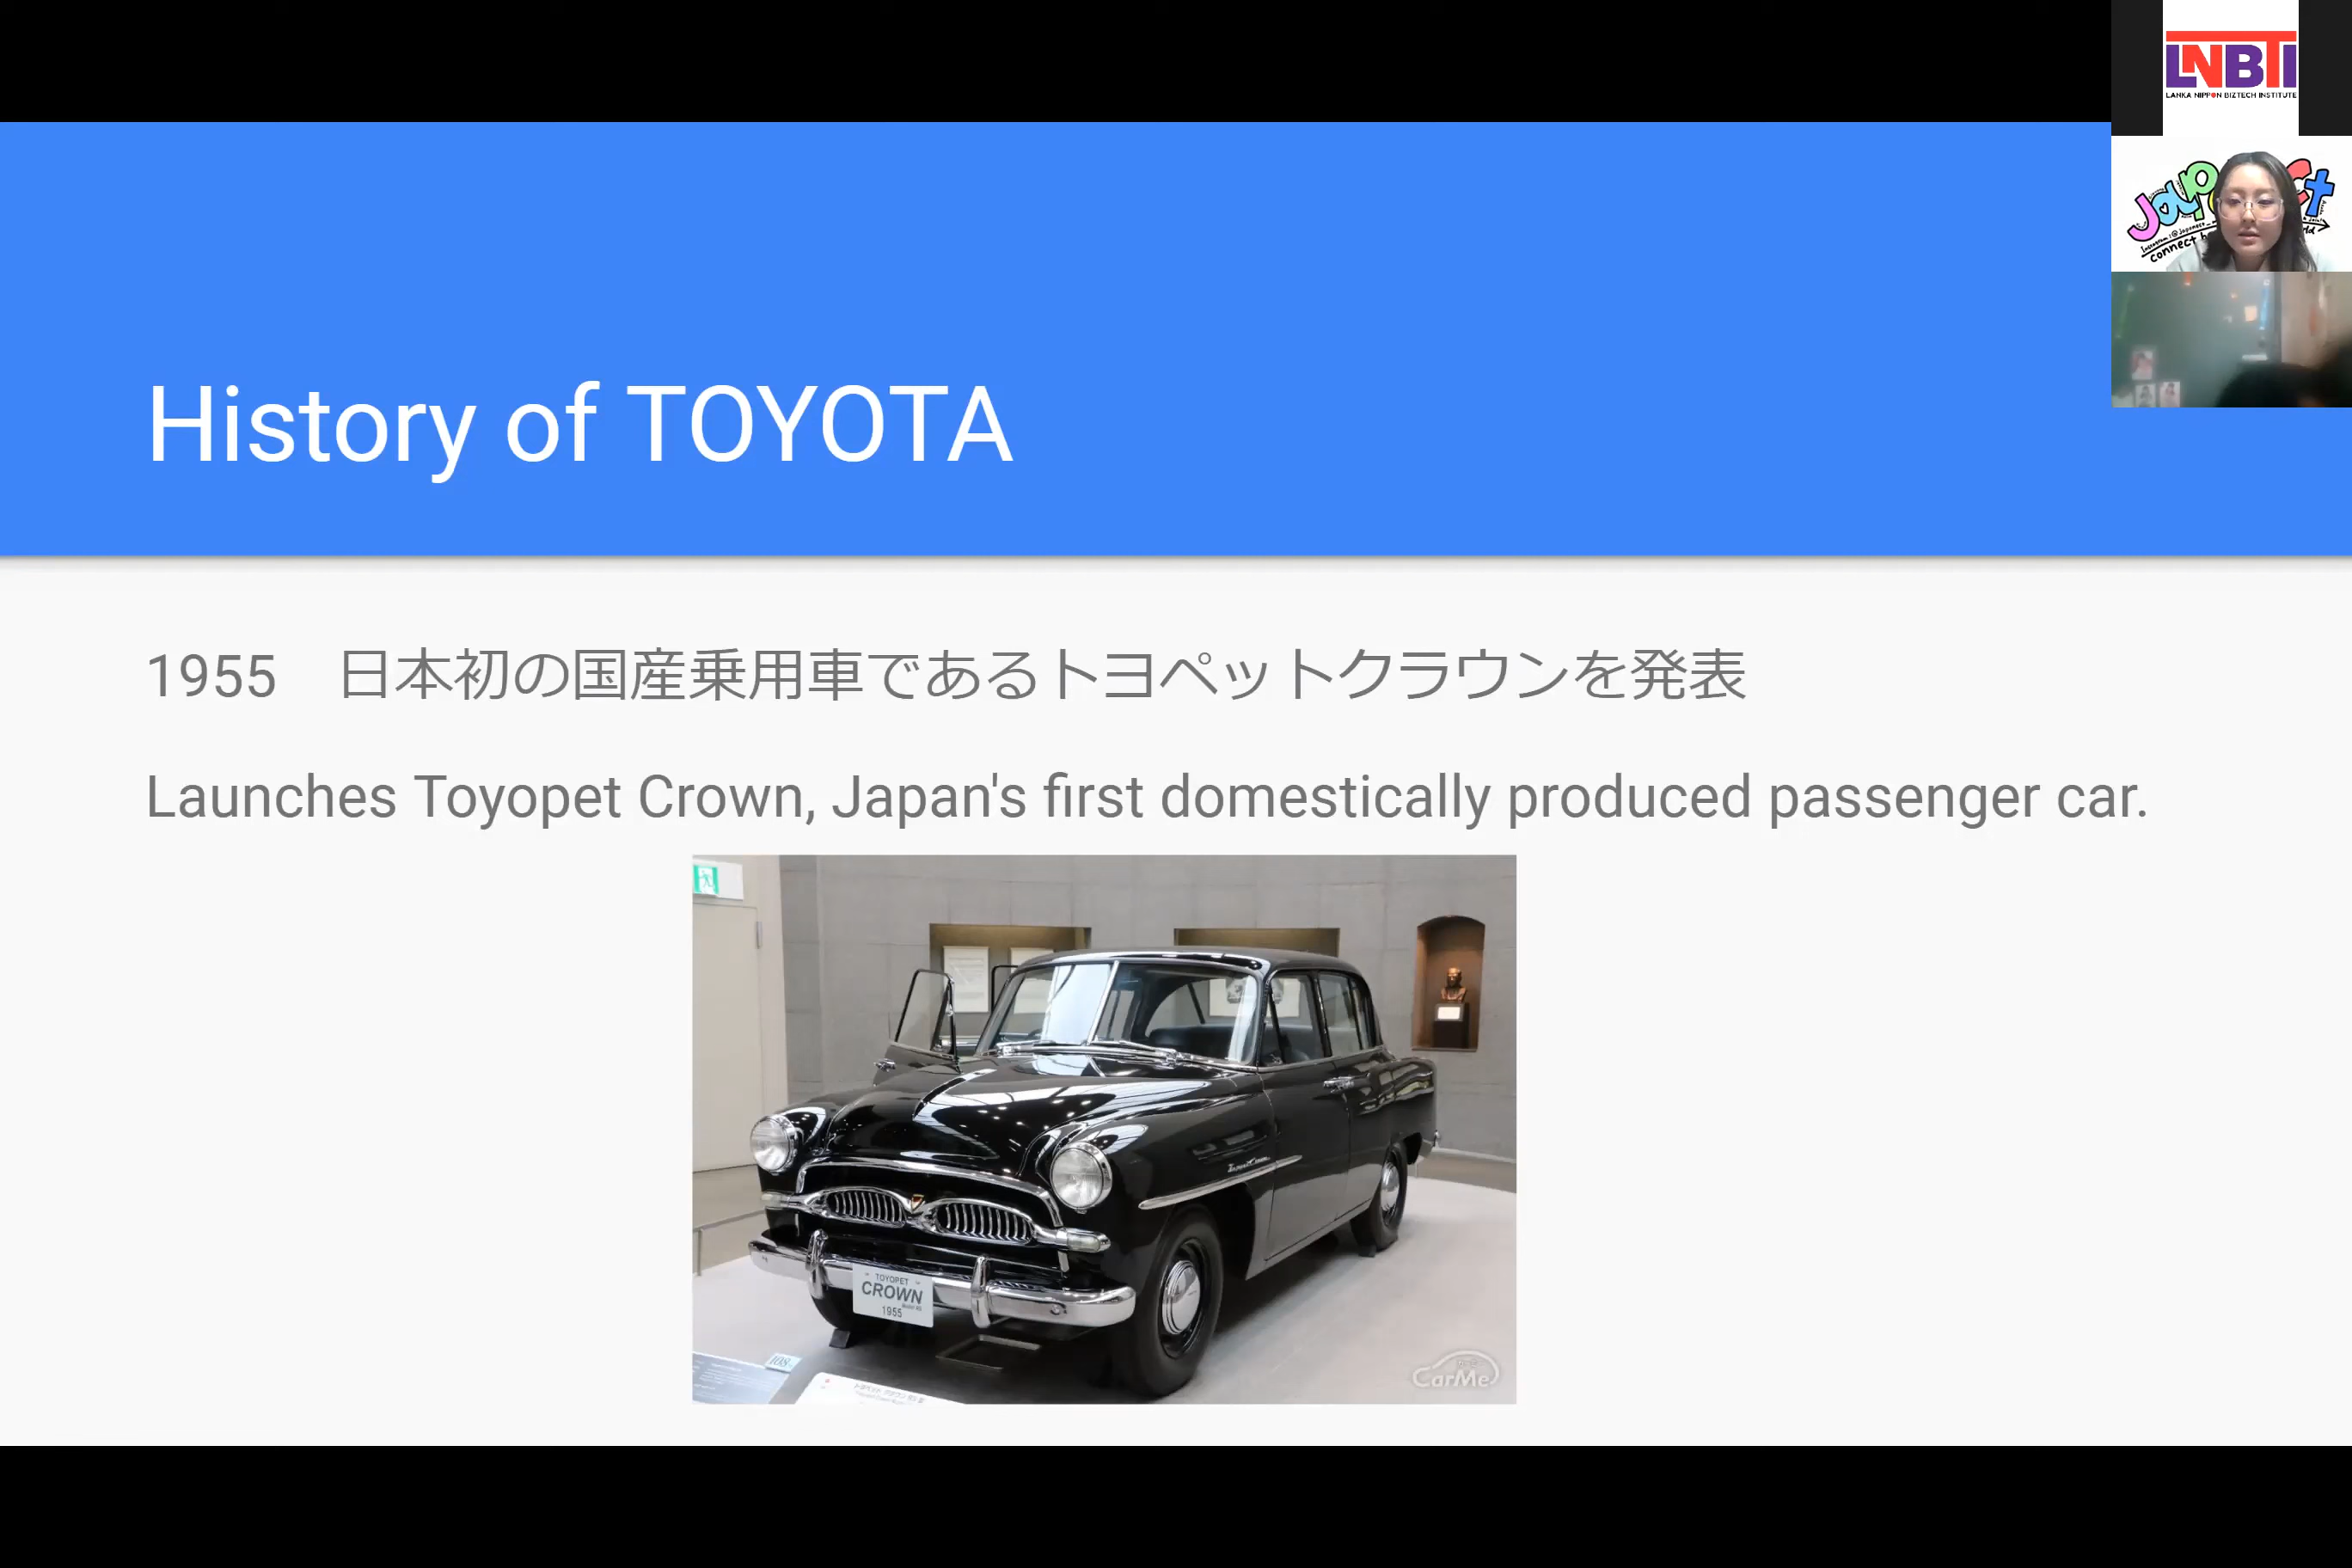 LNBTI
LANKA NIPPON BIZTECH INSTITUTE
connect
History of TOYOTA
1955　日本初の国産乗用車であるトヨペットクラウンを発表
Launches Toyopet Crown, Japan's first domestically produced passenger car.
TOYOPET
CROWN
1955
CarMe